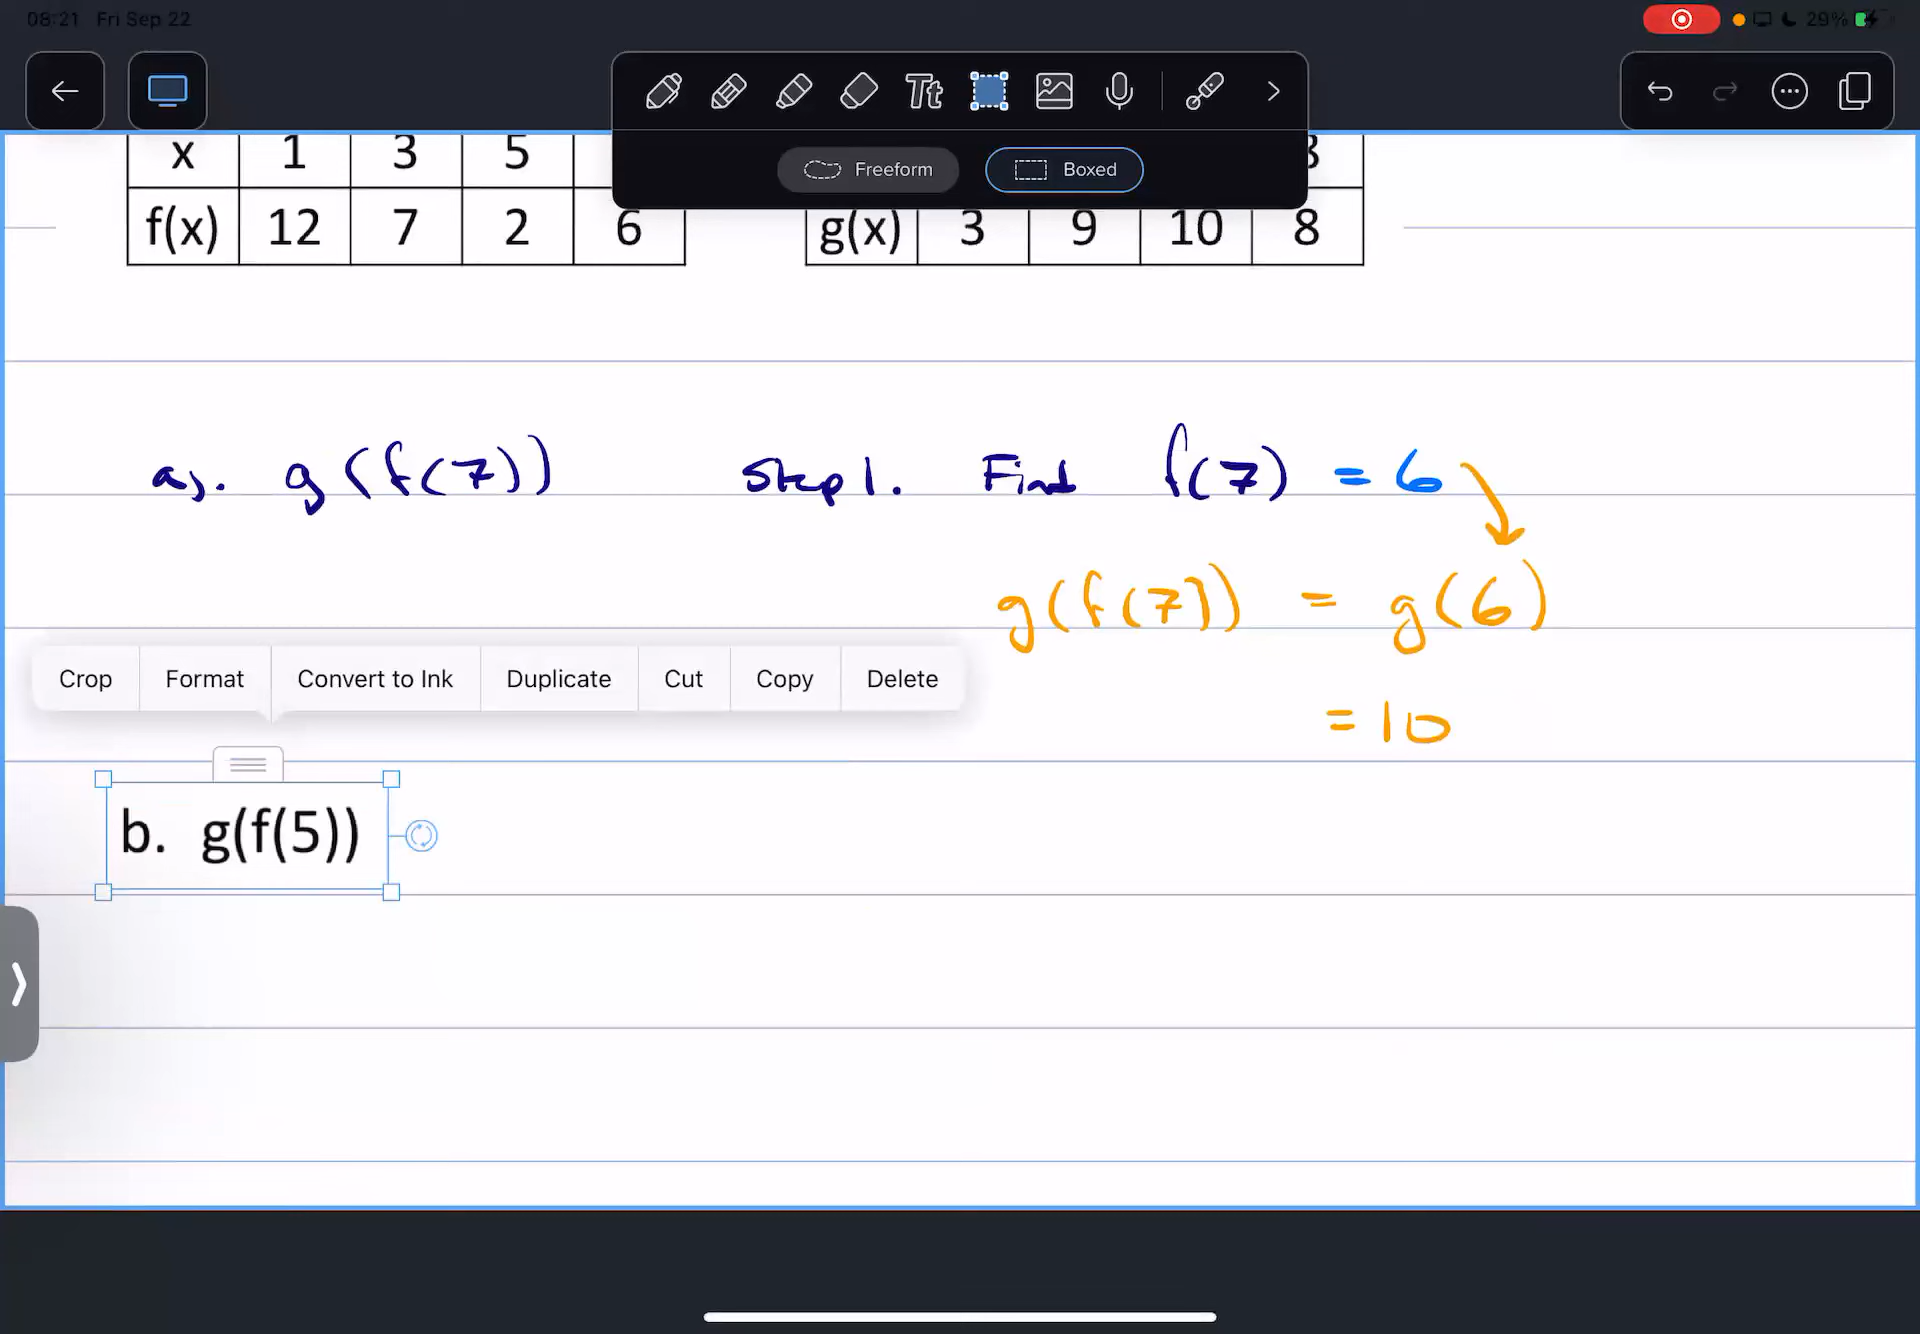 08:21 Fri Sep 22
29%
Tt
Freeform Boxed
x 1 3 5
f(x) 12 7 2 6
g(x) 3 9 10 8
a). g(f(7)) Step 1. Find f(7) = 6
g(f(7)) = g(6)
= 10
Crop Format Convert to Ink Duplicate Cut Copy Delete
b. g(f(5))